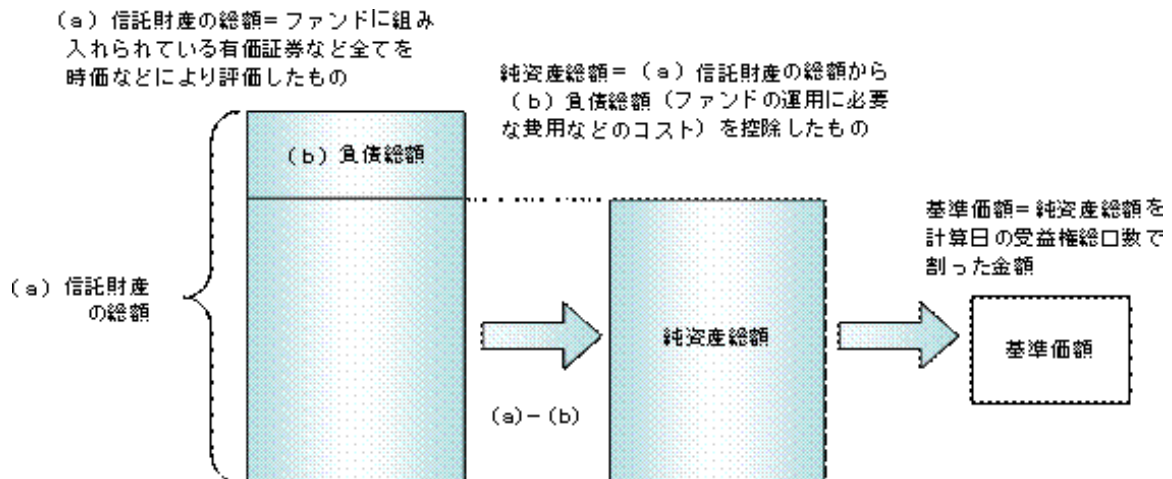 (a)信託財産の総額=ファンドに組み
入れられている有価証券など全てを
時価などにより評価したもの
純資産総額=(a)信託財産の総額から
(b)負債総額(ファンドの運用に必要
な費用などのコスト)を控除したもの
(b)負債総額
基準価額=純資産総額を
計算日の受益権総口数で
割った金額
(a)信託財産
の総額
純資産総額
基準価額
(a)-(b)